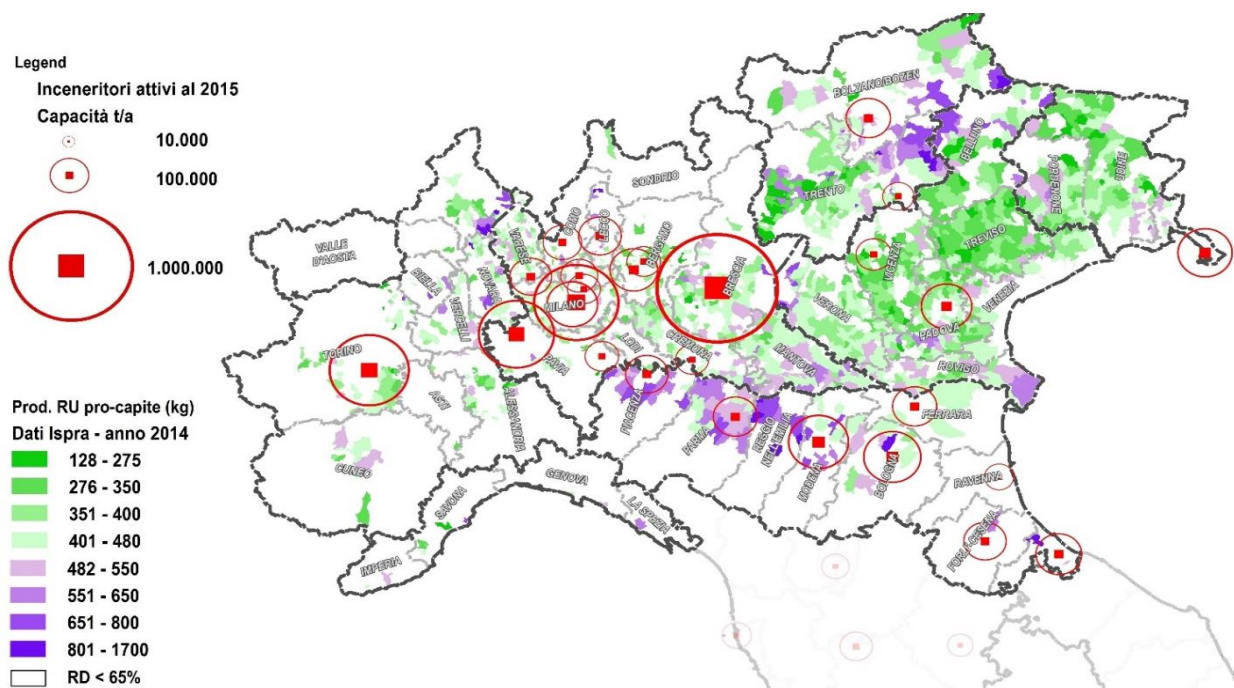 Legend
Inceneritori attivi al 2015
Capacità t/a
10.000
100.000
1.000.000
Prod. RU pro-capite (kg)
Dati Ispra - anno 2014
128 - 275
276 - 350
351 - 400
401 - 480
482 - 550
551 - 650
651 - 800
801 - 1700
RD < 65%
BOLZANO/BOZEN
SONDRIO
TRENTO
BELLUNO
PORDENONE
UDINE
VALLE
D'AOSTA
BIELLA
VERCELLI
NOVARA
VARESE
COMO
LECCO
BERGAMO
BRESCIA
VERONA
VICENZA
TREVISO
VENEZIA
PADOVA
ROVIGO
MILANO
LODI
CREMONA
MANTOVA
PAVIA
TORINO
ASTI
ALESSANDRIA
CUNEO
PIACENZA
PARMA
REGGIO
NELL'EMILIA
MODENA
BOLOGNA
FERRARA
RAVENNA
FORLI'-CESENA
IMPERIA
SAVONA
GENOVA
LA SPEZIA